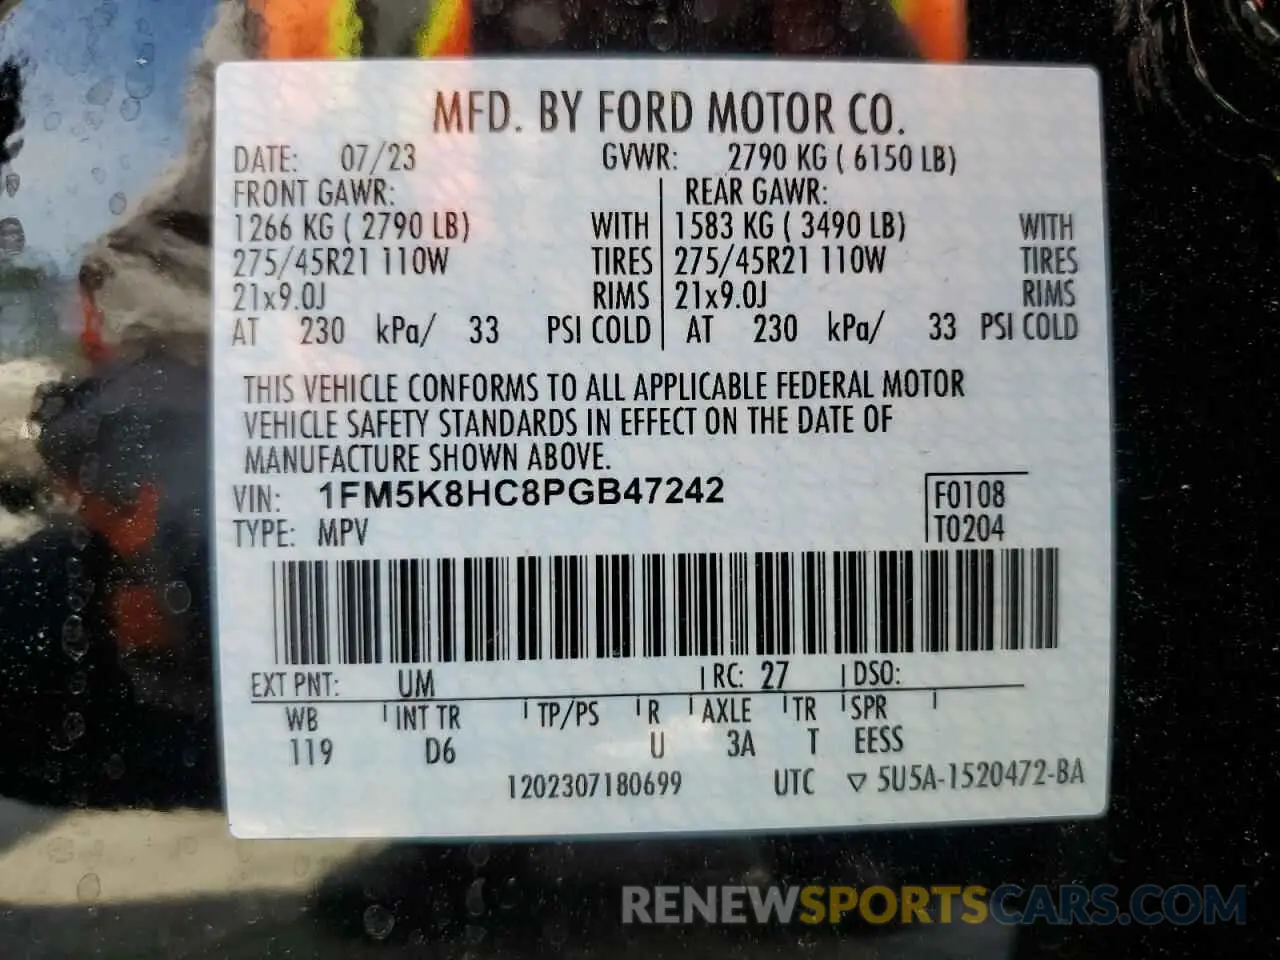 MFD. BY FORD MOTOR CO.
DATE: 07/23 GVWR: 2790 KG ( 6150 LB)
FRONT GAWR: REAR GAWR:
1266 KG ( 2790 LB) WITH 1583 KG ( 3490 LB) WITH
275/45R21 110W TIRES 275/45R21 110W TIRES
21x9.0J RIMS 21x9.0J RIMS
AT 230 kPa/ 33 PSI COLD AT 230 kPa/ 33 PSI COLD
THIS VEHICLE CONFORMS TO ALL APPLICABLE FEDERAL MOTOR
VEHICLE SAFETY STANDARDS IN EFFECT ON THE DATE OF
MANUFACTURE SHOWN ABOVE.
VIN: 1FM5K8HC8PGB47242 F0108
TYPE: MPV T0204
EXT PNT: UM RC: 27 DSO:
WB INT TR TP/PS R AXLE TR SPR
119 D6 U 3A T EESS
1202307180699 UTC ▽ 5U5A-1520472-BA
RENEWSPORTSCARS.COM